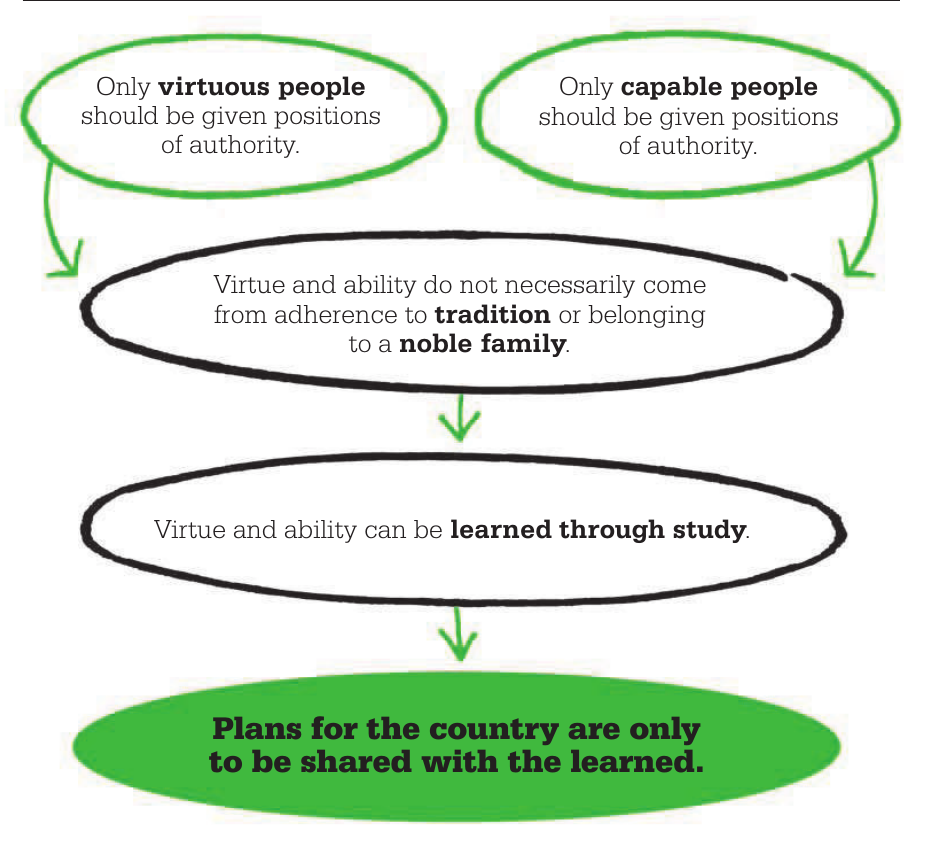 Only virtuous people
should be given positions
of authority.
Only capable people
should be given positions
of authority.
Virtue and ability do not necessarily come
from adherence to tradition or belonging
to a noble family.
Virtue and ability can be learned through study.
Plans for the country are only
to be shared with the learned.